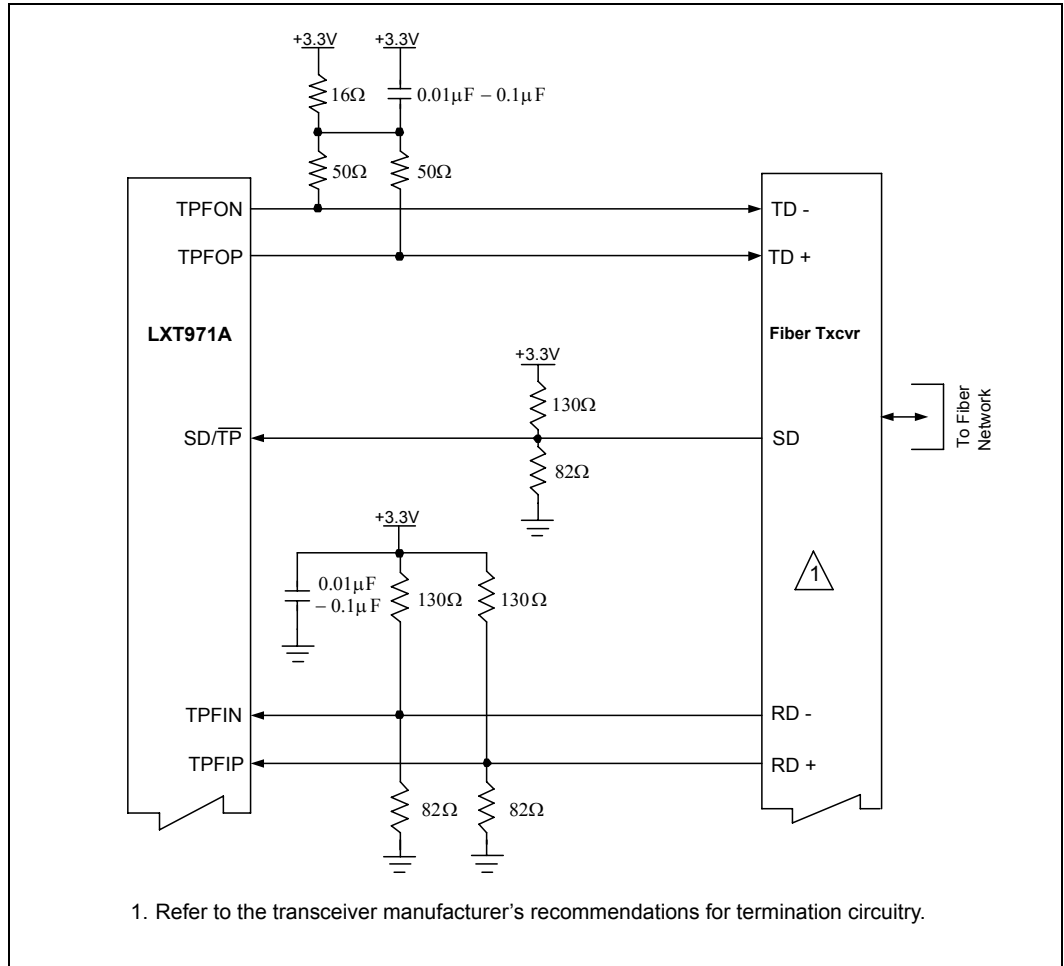 +3.3V +3.3V
16Ω 0.01µF – 0.1µF
50Ω 50Ω
TPFON TD -
TPFOP TD +
LXT971A Fiber Txcvr
+3.3V
130Ω
To Fiber
Network
SD/TP SD
82Ω
+3.3V
0.01µF
– 0.1µF 130Ω 130Ω
1
TPFIN RD -
TPFIP RD +
82Ω 82Ω
1. Refer to the transceiver manufacturer's recommendations for termination circuitry.